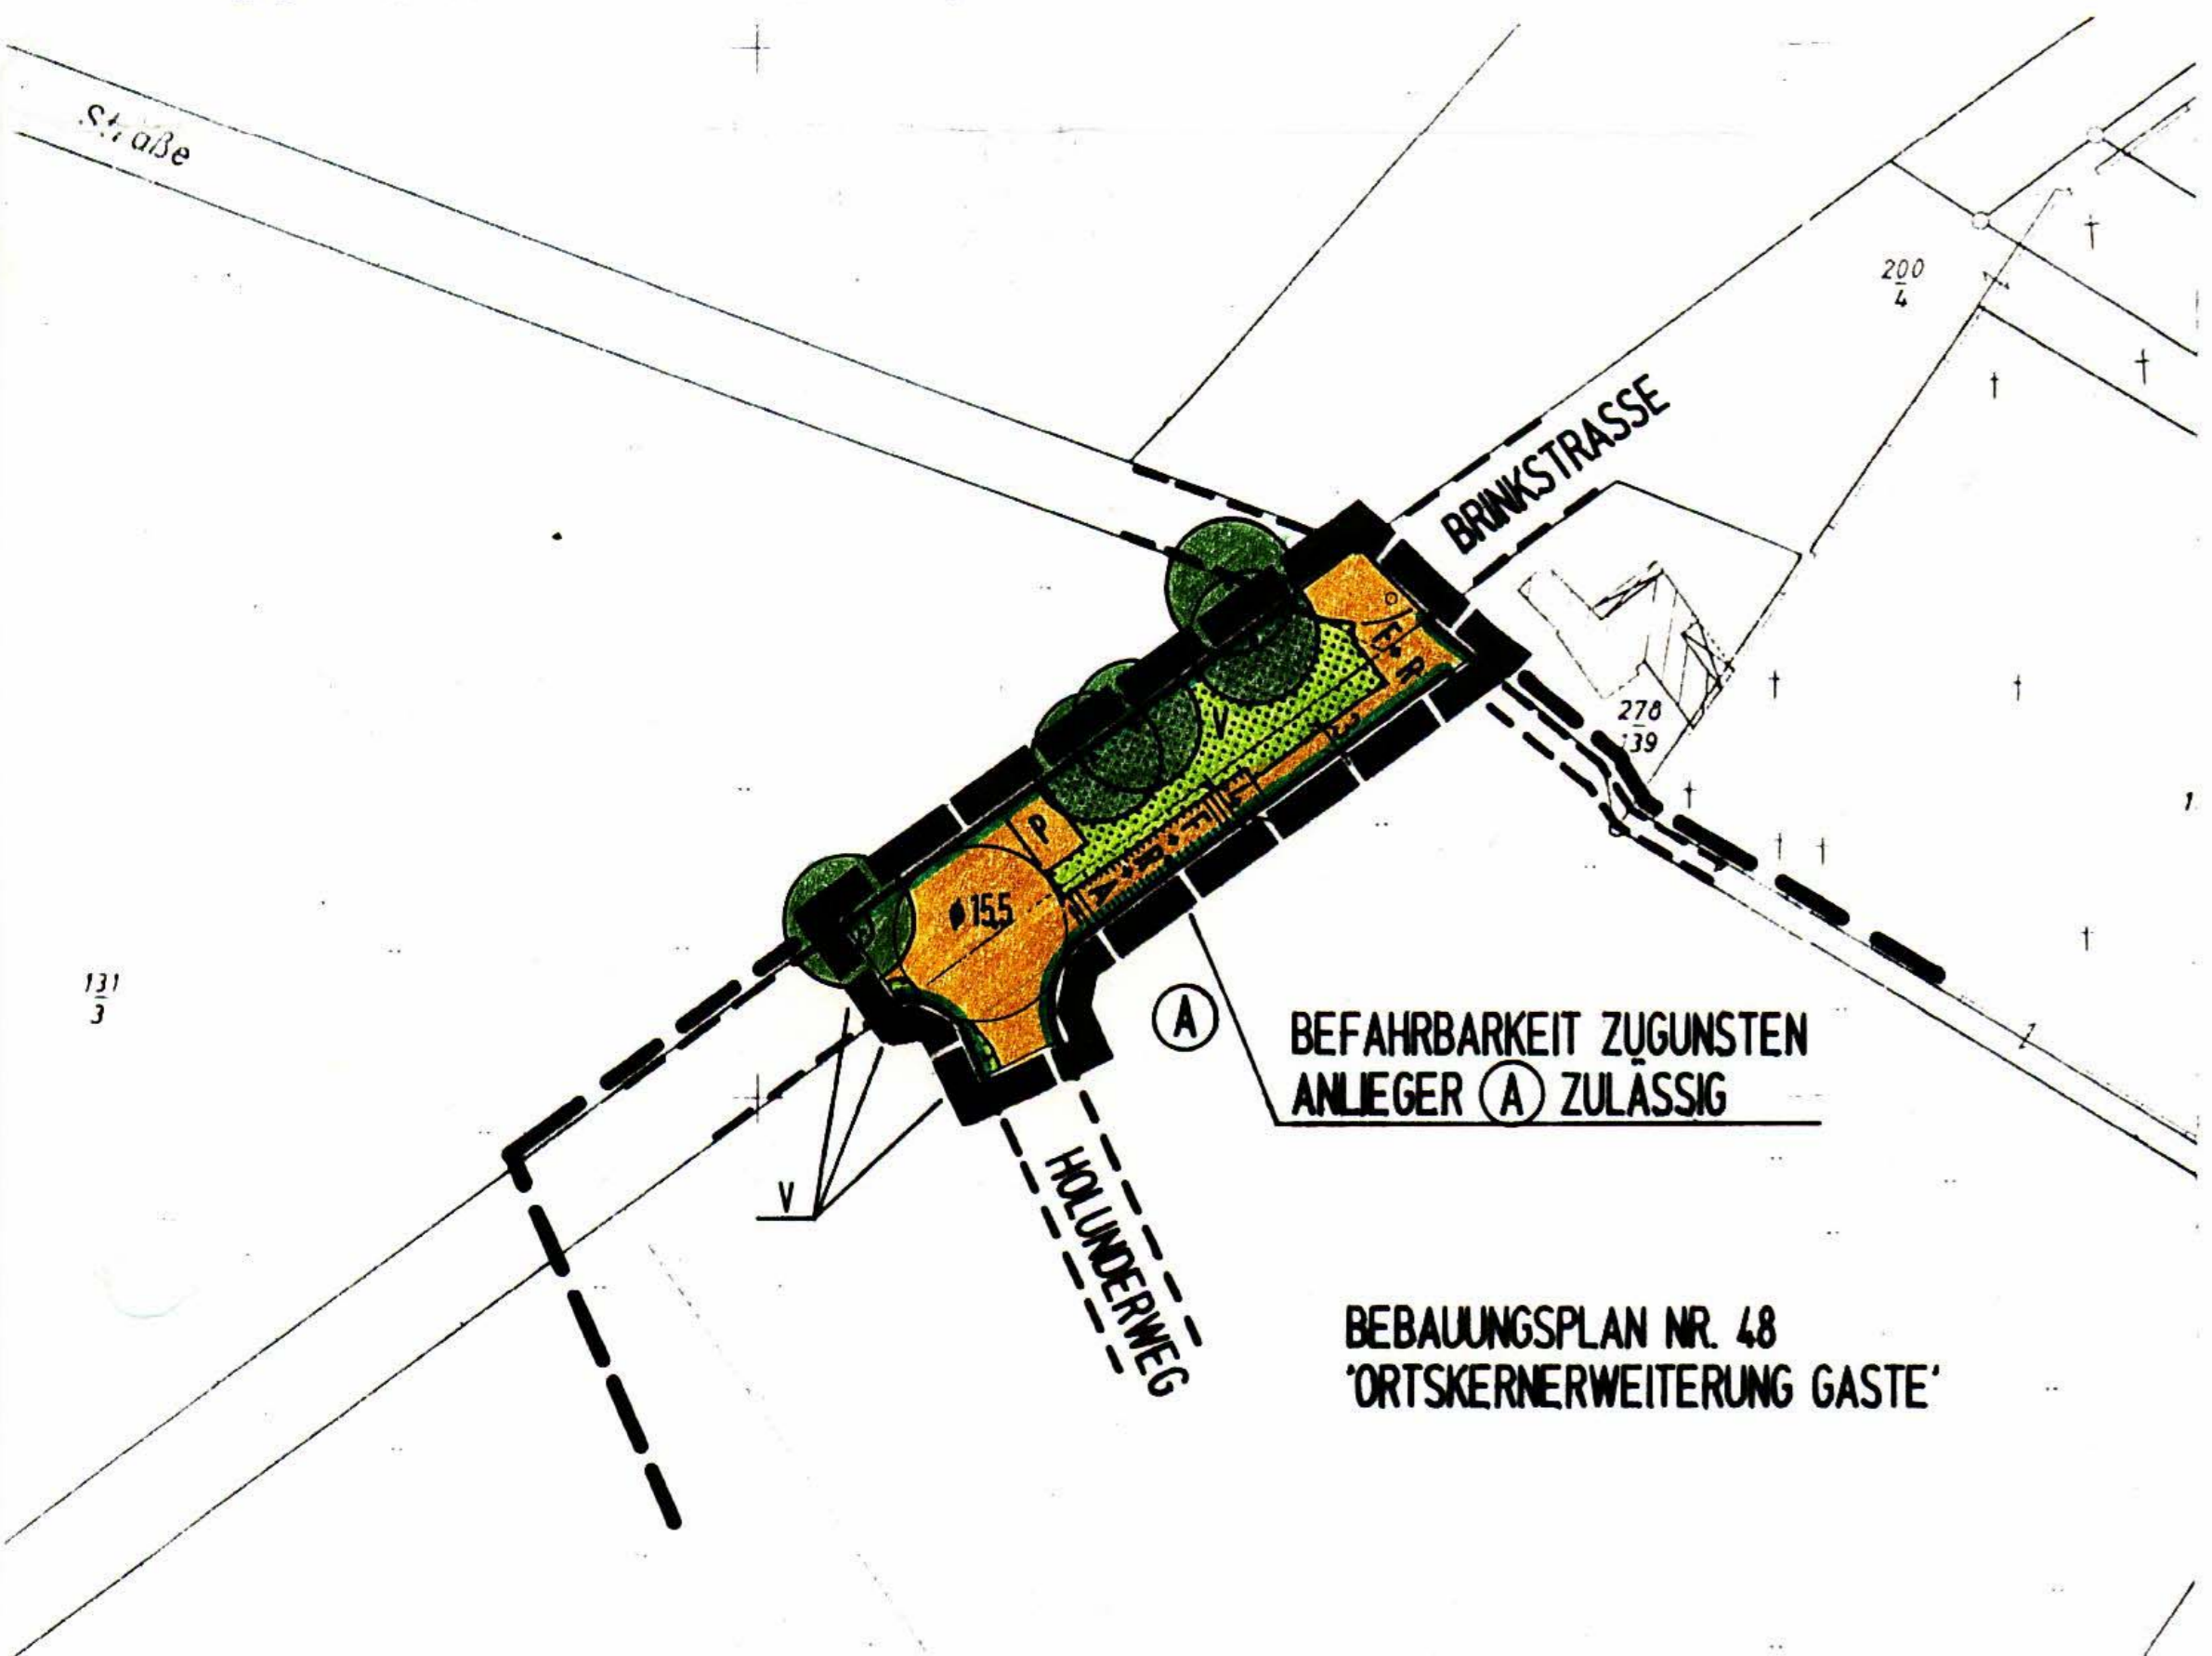 Straße
200
4
BRINKSTRASSE
F+R
V
278
139
P
A+R+F
⌀15,5
131
3
A
BEFAHRBARKEIT ZUGUNSTEN
ANLIEGER A ZULÄSSIG
V
HOLUNDERWEG
BEBAUUNGSPLAN NR. 48
'ORTSKERNERWEITERUNG GASTE'